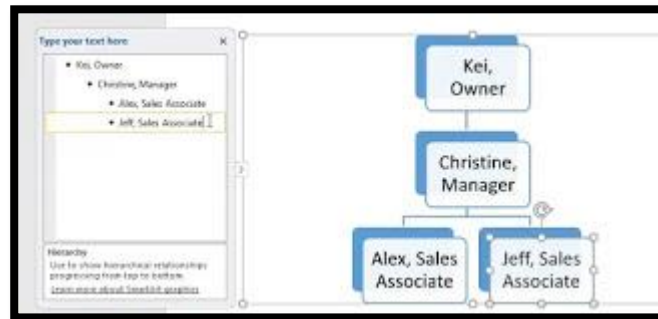 Type your text here
Kei, Owner
Christine, Manager
Alex, Sales Associate
Jeff, Sales Associate
Hierarchy
Use to show hierarchical relationships
progressing from top to bottom.
Learn more about SmartArt graphics
Kei,
Owner
Christine,
Manager
Alex, Sales
Associate
Jeff, Sales
Associate